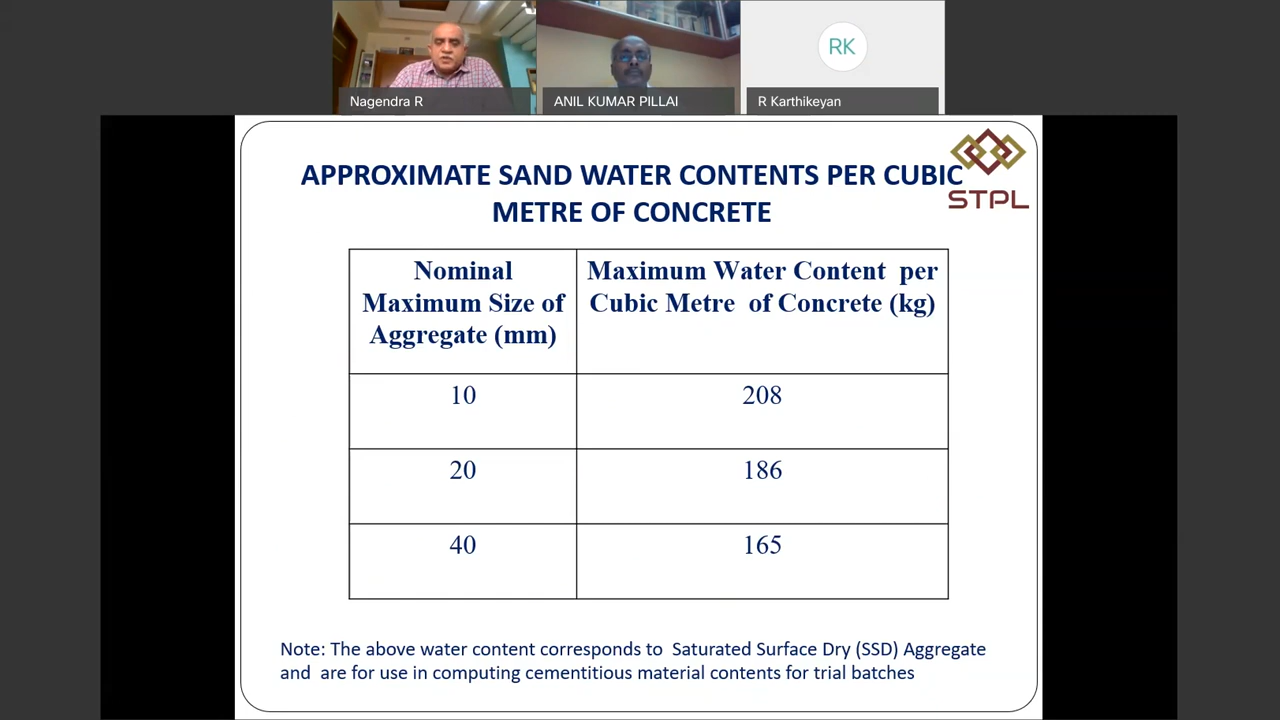 RK
Nagendra R
ANIL KUMAR PILLAI
R Karthikeyan
STPL
APPROXIMATE SAND WATER CONTENTS PER CUBIC
METRE OF CONCRETE
Nominal
Maximum Size of
Aggregate (mm)
Maximum Water Content per
Cubic Metre of Concrete (kg)
10
208
20
186
40
165
Note: The above water content corresponds to Saturated Surface Dry (SSD) Aggregate
and are for use in computing cementitious material contents for trial batches